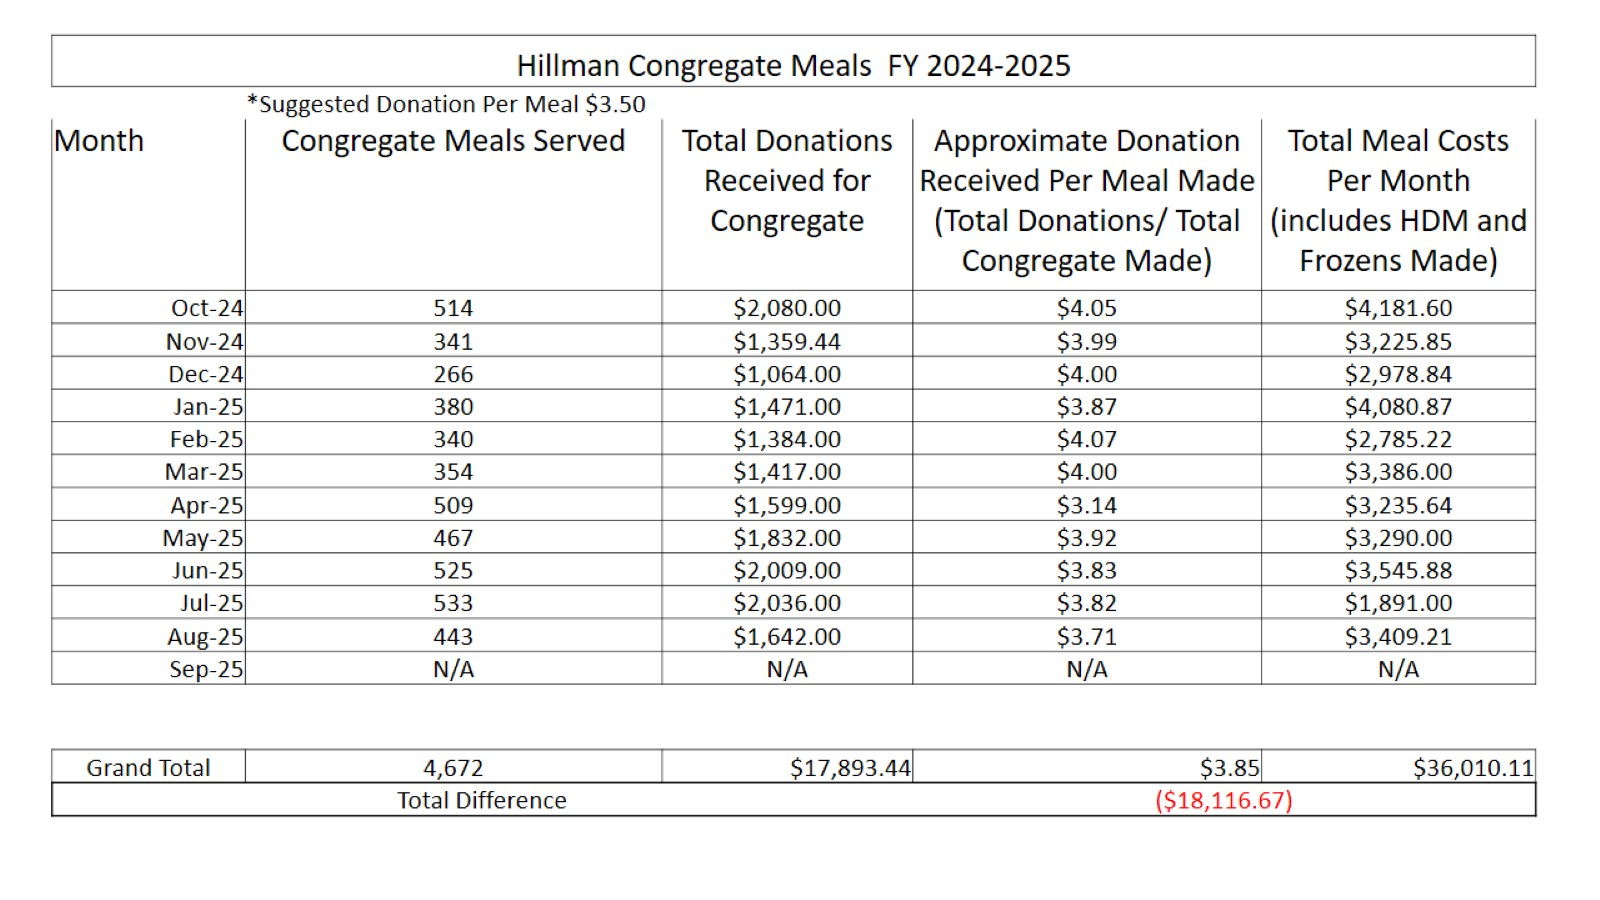 Hillman Congregate Meals  FY 2024-2025
*Suggested Donation Per Meal $3.50
Month Congregate Meals Served Total Donations Received for Congregate Approximate Donation Received Per Meal Made (Total Donations/ Total Congregate Made) Total Meal Costs Per Month (includes HDM and Frozens Made)
Oct-24 514 $2,080.00 $4.05 $4,181.60
Nov-24 341 $1,359.44 $3.99 $3,225.85
Dec-24 266 $1,064.00 $4.00 $2,978.84
Jan-25 380 $1,471.00 $3.87 $4,080.87
Feb-25 340 $1,384.00 $4.07 $2,785.22
Mar-25 354 $1,417.00 $4.00 $3,386.00
Apr-25 509 $1,599.00 $3.14 $3,235.64
May-25 467 $1,832.00 $3.92 $3,290.00
Jun-25 525 $2,009.00 $3.83 $3,545.88
Jul-25 533 $2,036.00 $3.82 $1,891.00
Aug-25 443 $1,642.00 $3.71 $3,409.21
Sep-25 N/A N/A N/A N/A
Grand Total 4,672 $17,893.44 $3.85 $36,010.11
Total Difference ($18,116.67)